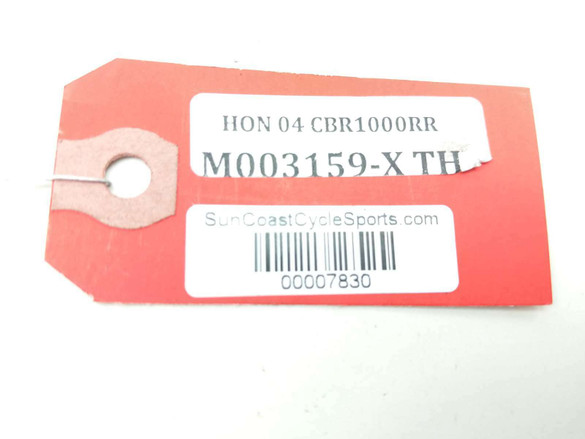 HON 04 CBR1000RR
M003159-X TH
SunCoastCycleSports.com
00007830